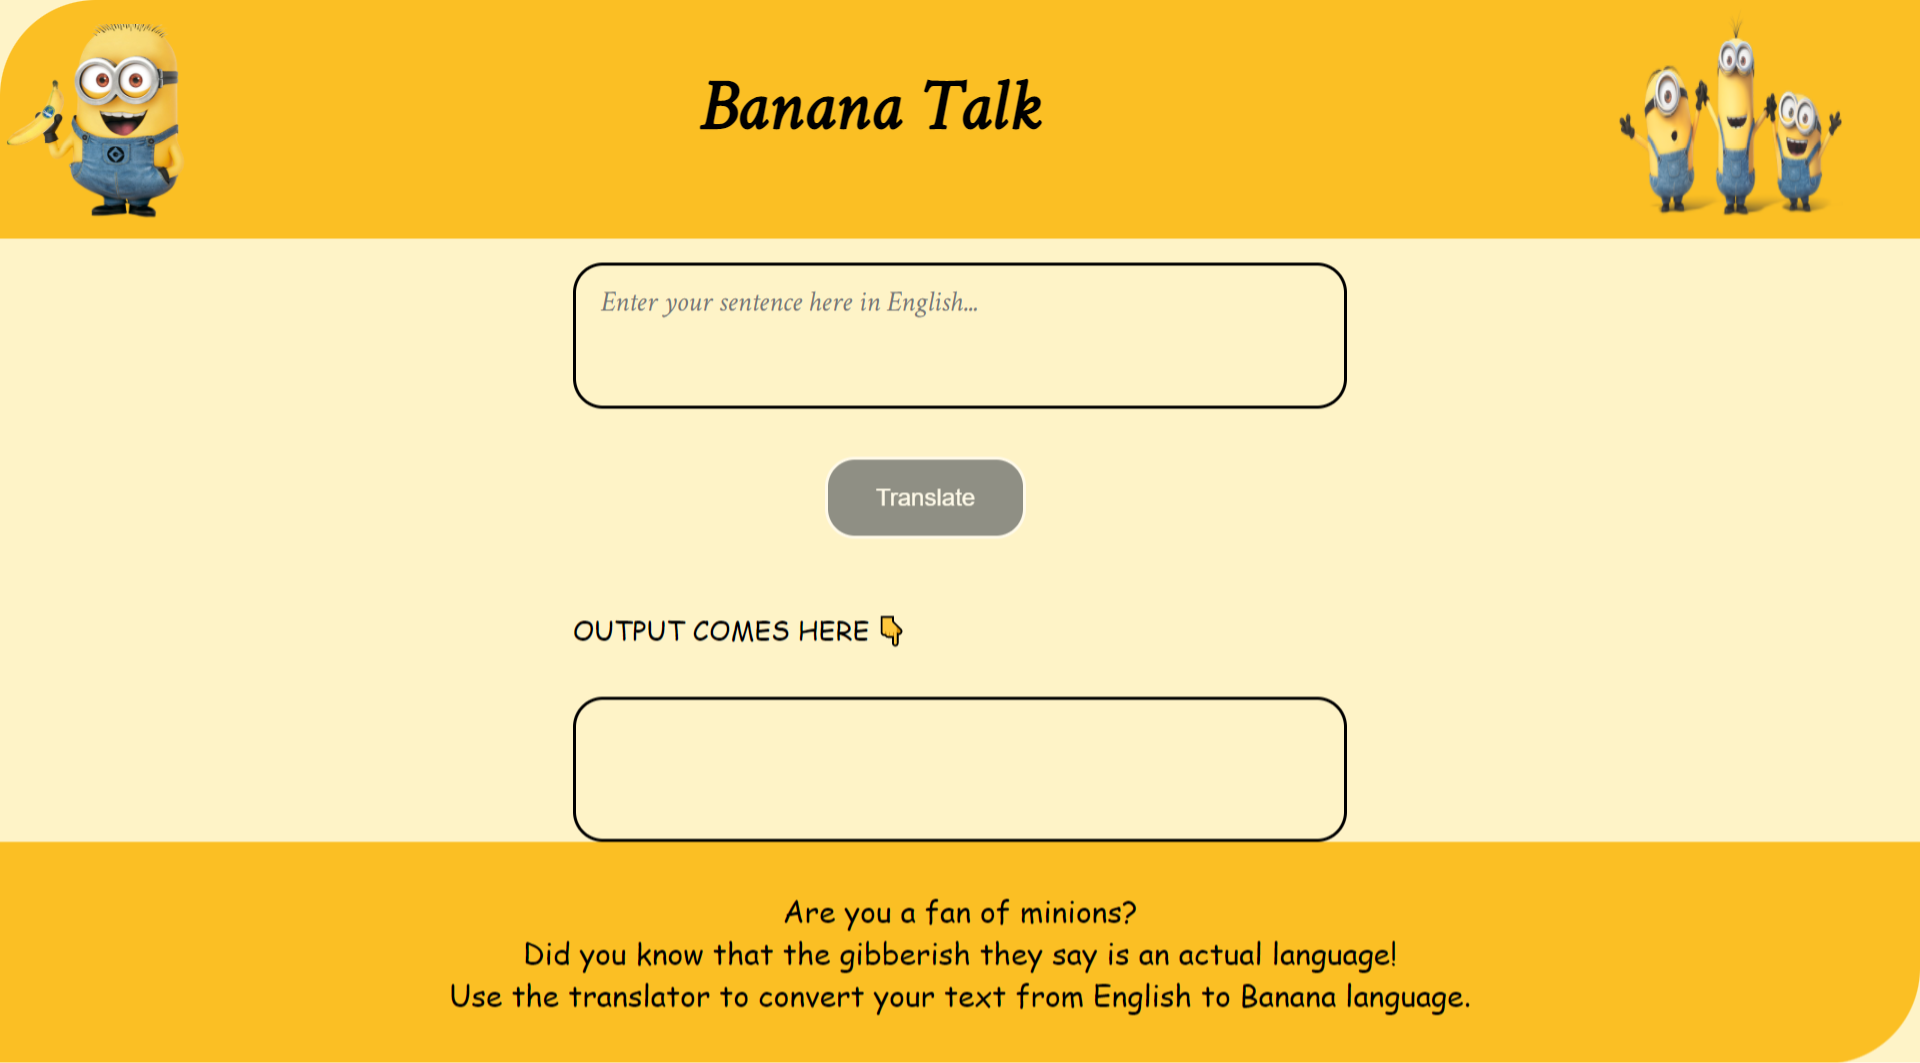 Banana Talk
Enter your sentence here in English...
Translate
OUTPUT COMES HERE 👇
Are you a fan of minions?
Did you know that the gibberish they say is an actual language!
Use the translator to convert your text from English to Banana language.